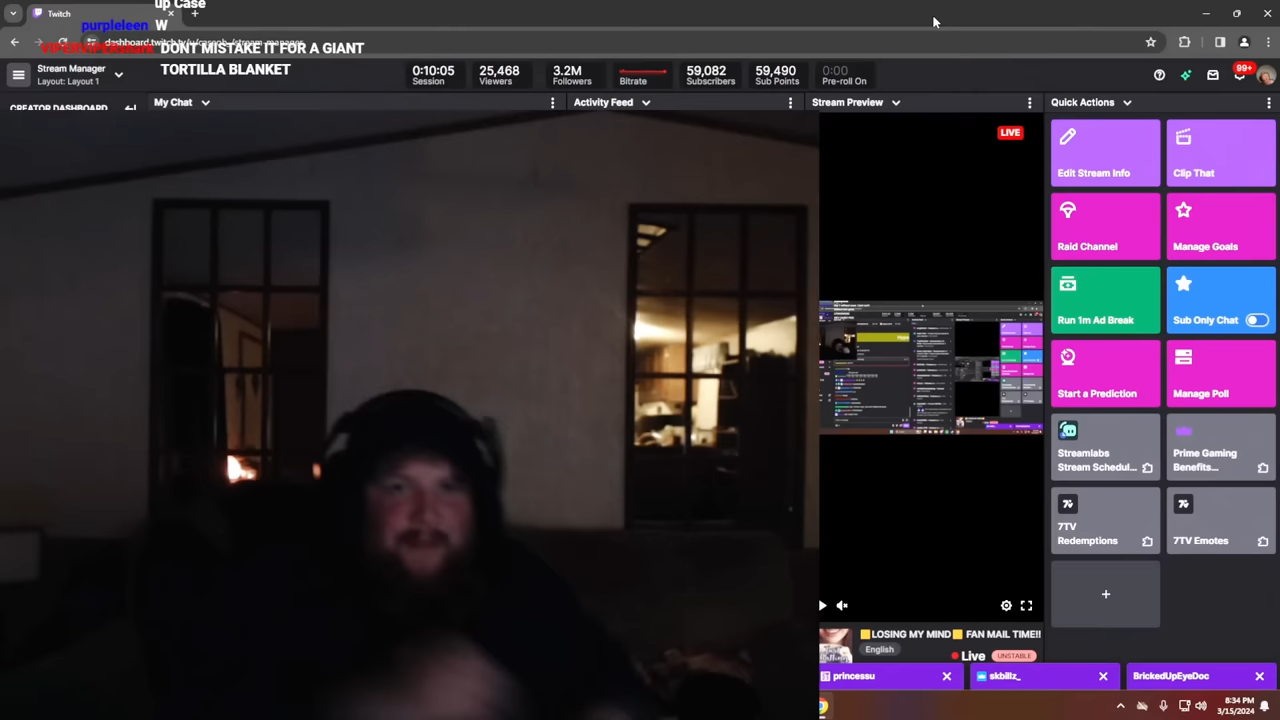 Twitch
up Case
purpleleen W
DONT MISTAKE IT FOR A GIANT
TORTILLA BLANKET
Stream Manager
Layout: Layout 1
0:10:05
Session
25,468
Viewers
3.2M
Followers
Bitrate
59,082
Subscribers
59,490
Sub Points
0:00
Pre-roll On
99+
CREATOR DASHBOARD
My Chat
Activity Feed
Stream Preview
Quick Actions
LIVE
Edit Stream Info
Clip That
Raid Channel
Manage Goals
Run 1m Ad Break
Sub Only Chat
Start a Prediction
Manage Poll
Streamlabs
Stream Schedul...
Prime Gaming
Benefits...
7TV
Redemptions
7TV Emotes
LOSING MY MIND FAN MAIL TIME!!
English
Live
UNSTABLE
princessu
skbillz_
BrickedUpEyeDoc
8:34 PM
3/15/2024